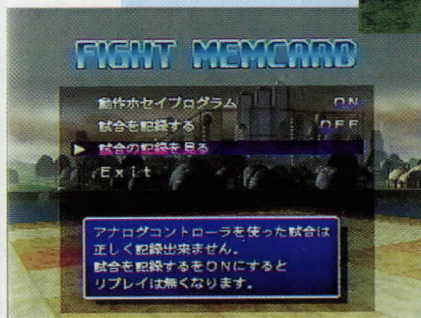 FIGHT MEMCARD
動作ホセイプログラム ON
試合を記録する OFF
試合の記録を見る
Exit
アナログコントローラを使った試合は
正しく記録出来ません。
試合を記録するをONにすると
リプレイは無くなります。